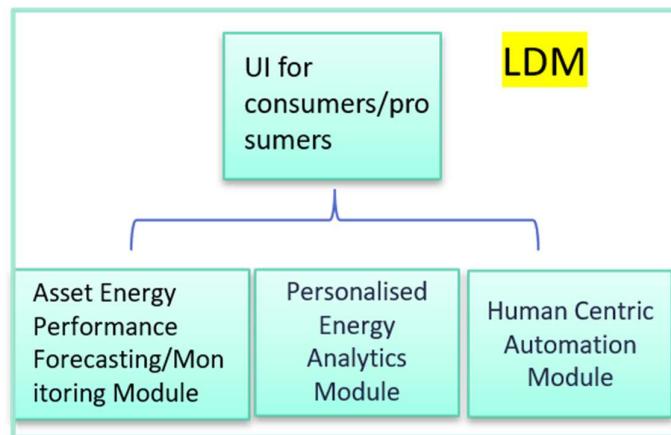 UI for
consumers/pro
sumers
LDM
Asset Energy
Performance
Forecasting/Mon
itoring Module
Personalised
Energy
Analytics
Module
Human Centric
Automation
Module